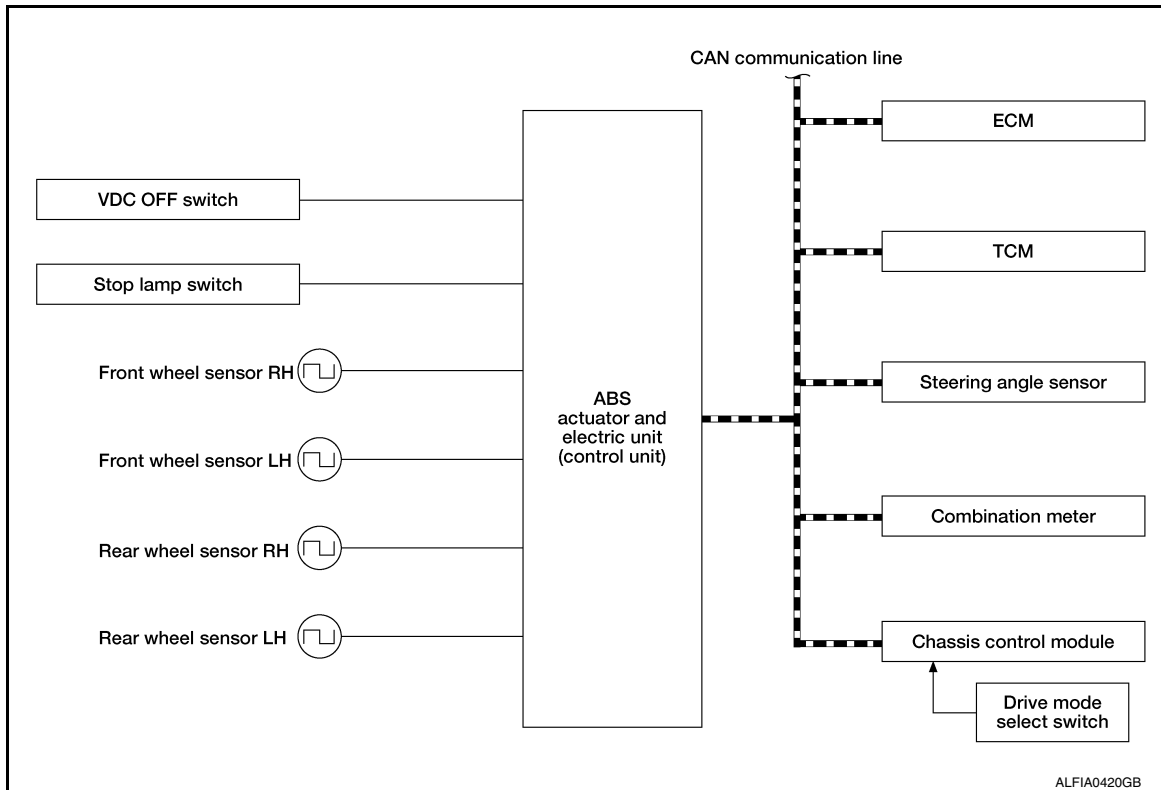 CAN communication line
ECM
VDC OFF switch
TCM
Stop lamp switch
Front wheel sensor RH
Steering angle sensor
ABS
actuator and
electric unit
(control unit)
Front wheel sensor LH
Combination meter
Rear wheel sensor RH
Rear wheel sensor LH
Chassis control module
Drive mode
select switch
ALFIA0420GB